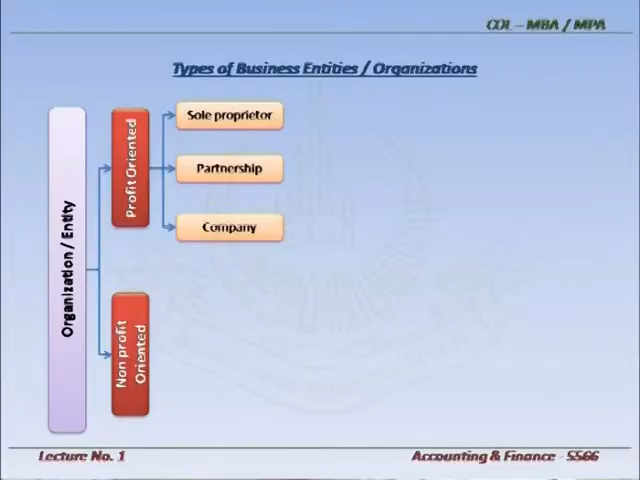 COL - MBA / MPA
Types of Business Entities / Organizations
Organization / Entity
Profit Oriented
Sole proprietor
Partnership
Company
Non profit
Oriented
Lecture No. 1
Accounting & Finance - 5566